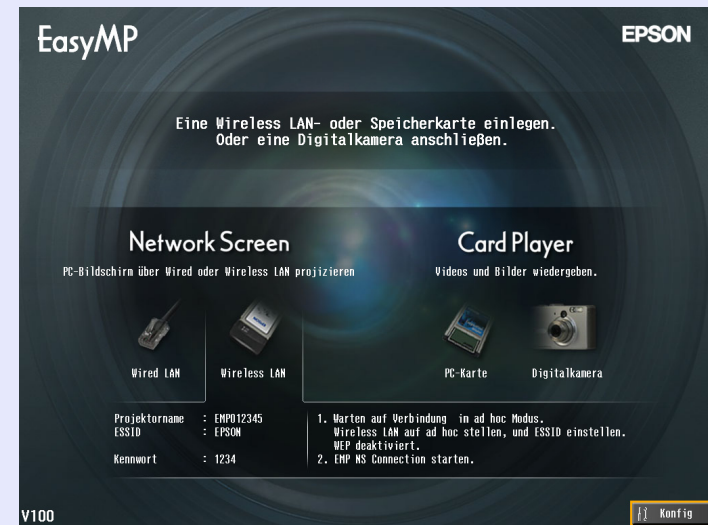 EasyMP
EPSON
Eine Wireless LAN- oder Speicherkarte einlegen.
Oder eine Digitalkamera anschließen.
Network Screen
PC-Bildschirm über Wired oder Wireless LAN projizieren
Wired LAN
Wireless LAN
Card Player
Videos und Bilder wiedergeben.
PC-Karte
Digitalkamera
Projektorname : EMP012345
ESSID : EPSON
Kennwort : 1234
1. Warten auf Verbindung in ad hoc Modus.
Wireless LAN auf ad hoc stellen, und ESSID einstellen.
WEP deaktiviert.
2. EMP NS Connection starten.
V100
Konfig